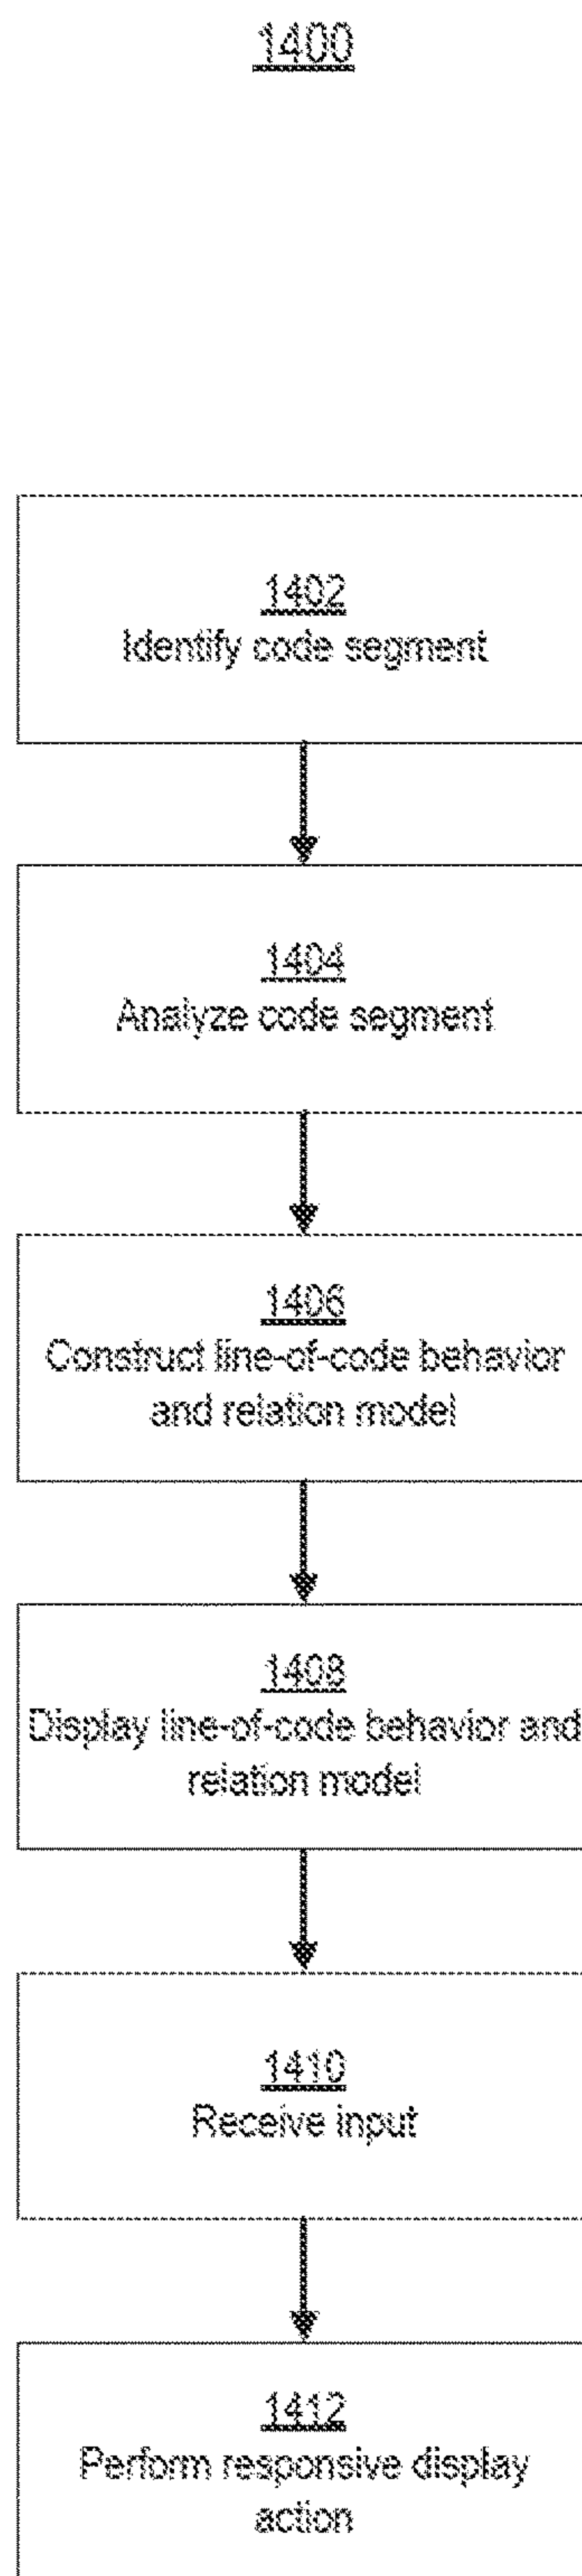 1400
1402
Identify code segment
1404
Analyze code segment
1406
Construct line-of-code behavior
and relation model
1408
Display line-of-code behavior and
relation model
1410
Receive input
1412
Perform responsive display
action